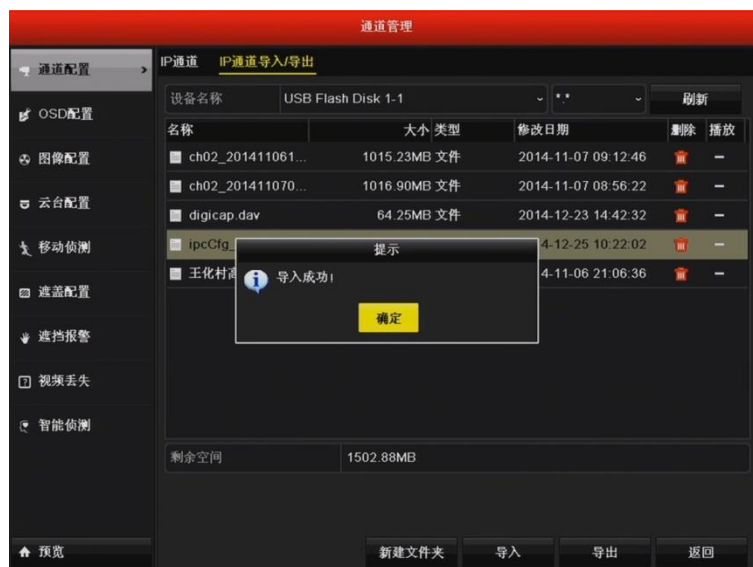 通道管理
通道配置 >
IP通道 IP通道导入/导出
设备名称 USB Flash Disk 1-1 *.* 刷新
OSD配置
名称 大小 类型 修改日期 删除 播放
图像配置
ch02_201411061... 1015.23MB 文件 2014-11-07 09:12:46 –
ch02_201411070... 1016.90MB 文件 2014-11-07 08:56:22 –
云台配置
digicap.dav 64.25MB 文件 2014-12-23 14:42:32 –
移动侦测
ipcCfg_ 4-12-25 10:22:02 –
提示
王化村高 4-11-06 21:06:36 –
导入成功!
遮盖配置
确定
遮挡报警
视频丢失
智能侦测
剩余空间 1502.88MB
预览 新建文件夹 导入 导出 返回